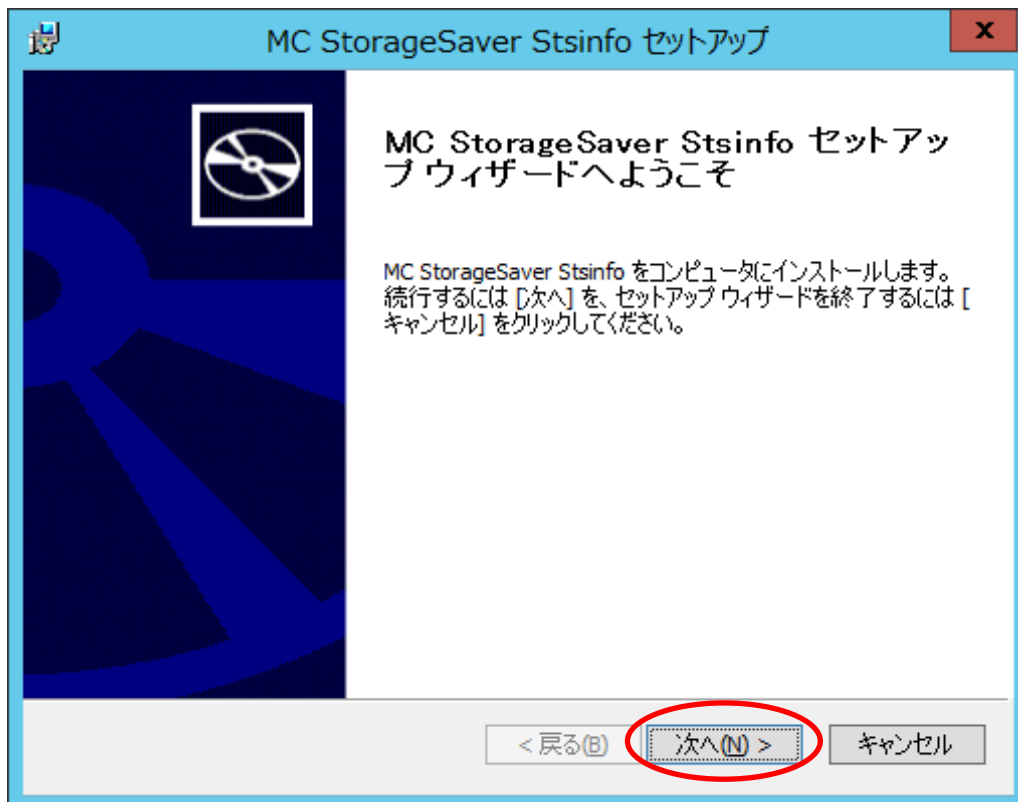 MC StorageSaver Stsinfo セットアップ
x
MC StorageSaver Stsinfo セットアッ
プ ウィザードへようこそ
MC StorageSaver Stsinfo をコンピュータにインストールします。
続行するには [次へ] を、セットアップ ウィザードを終了するには [
キャンセル] をクリックしてください。
< 戻る(B)
次へ(N) >
キャンセル